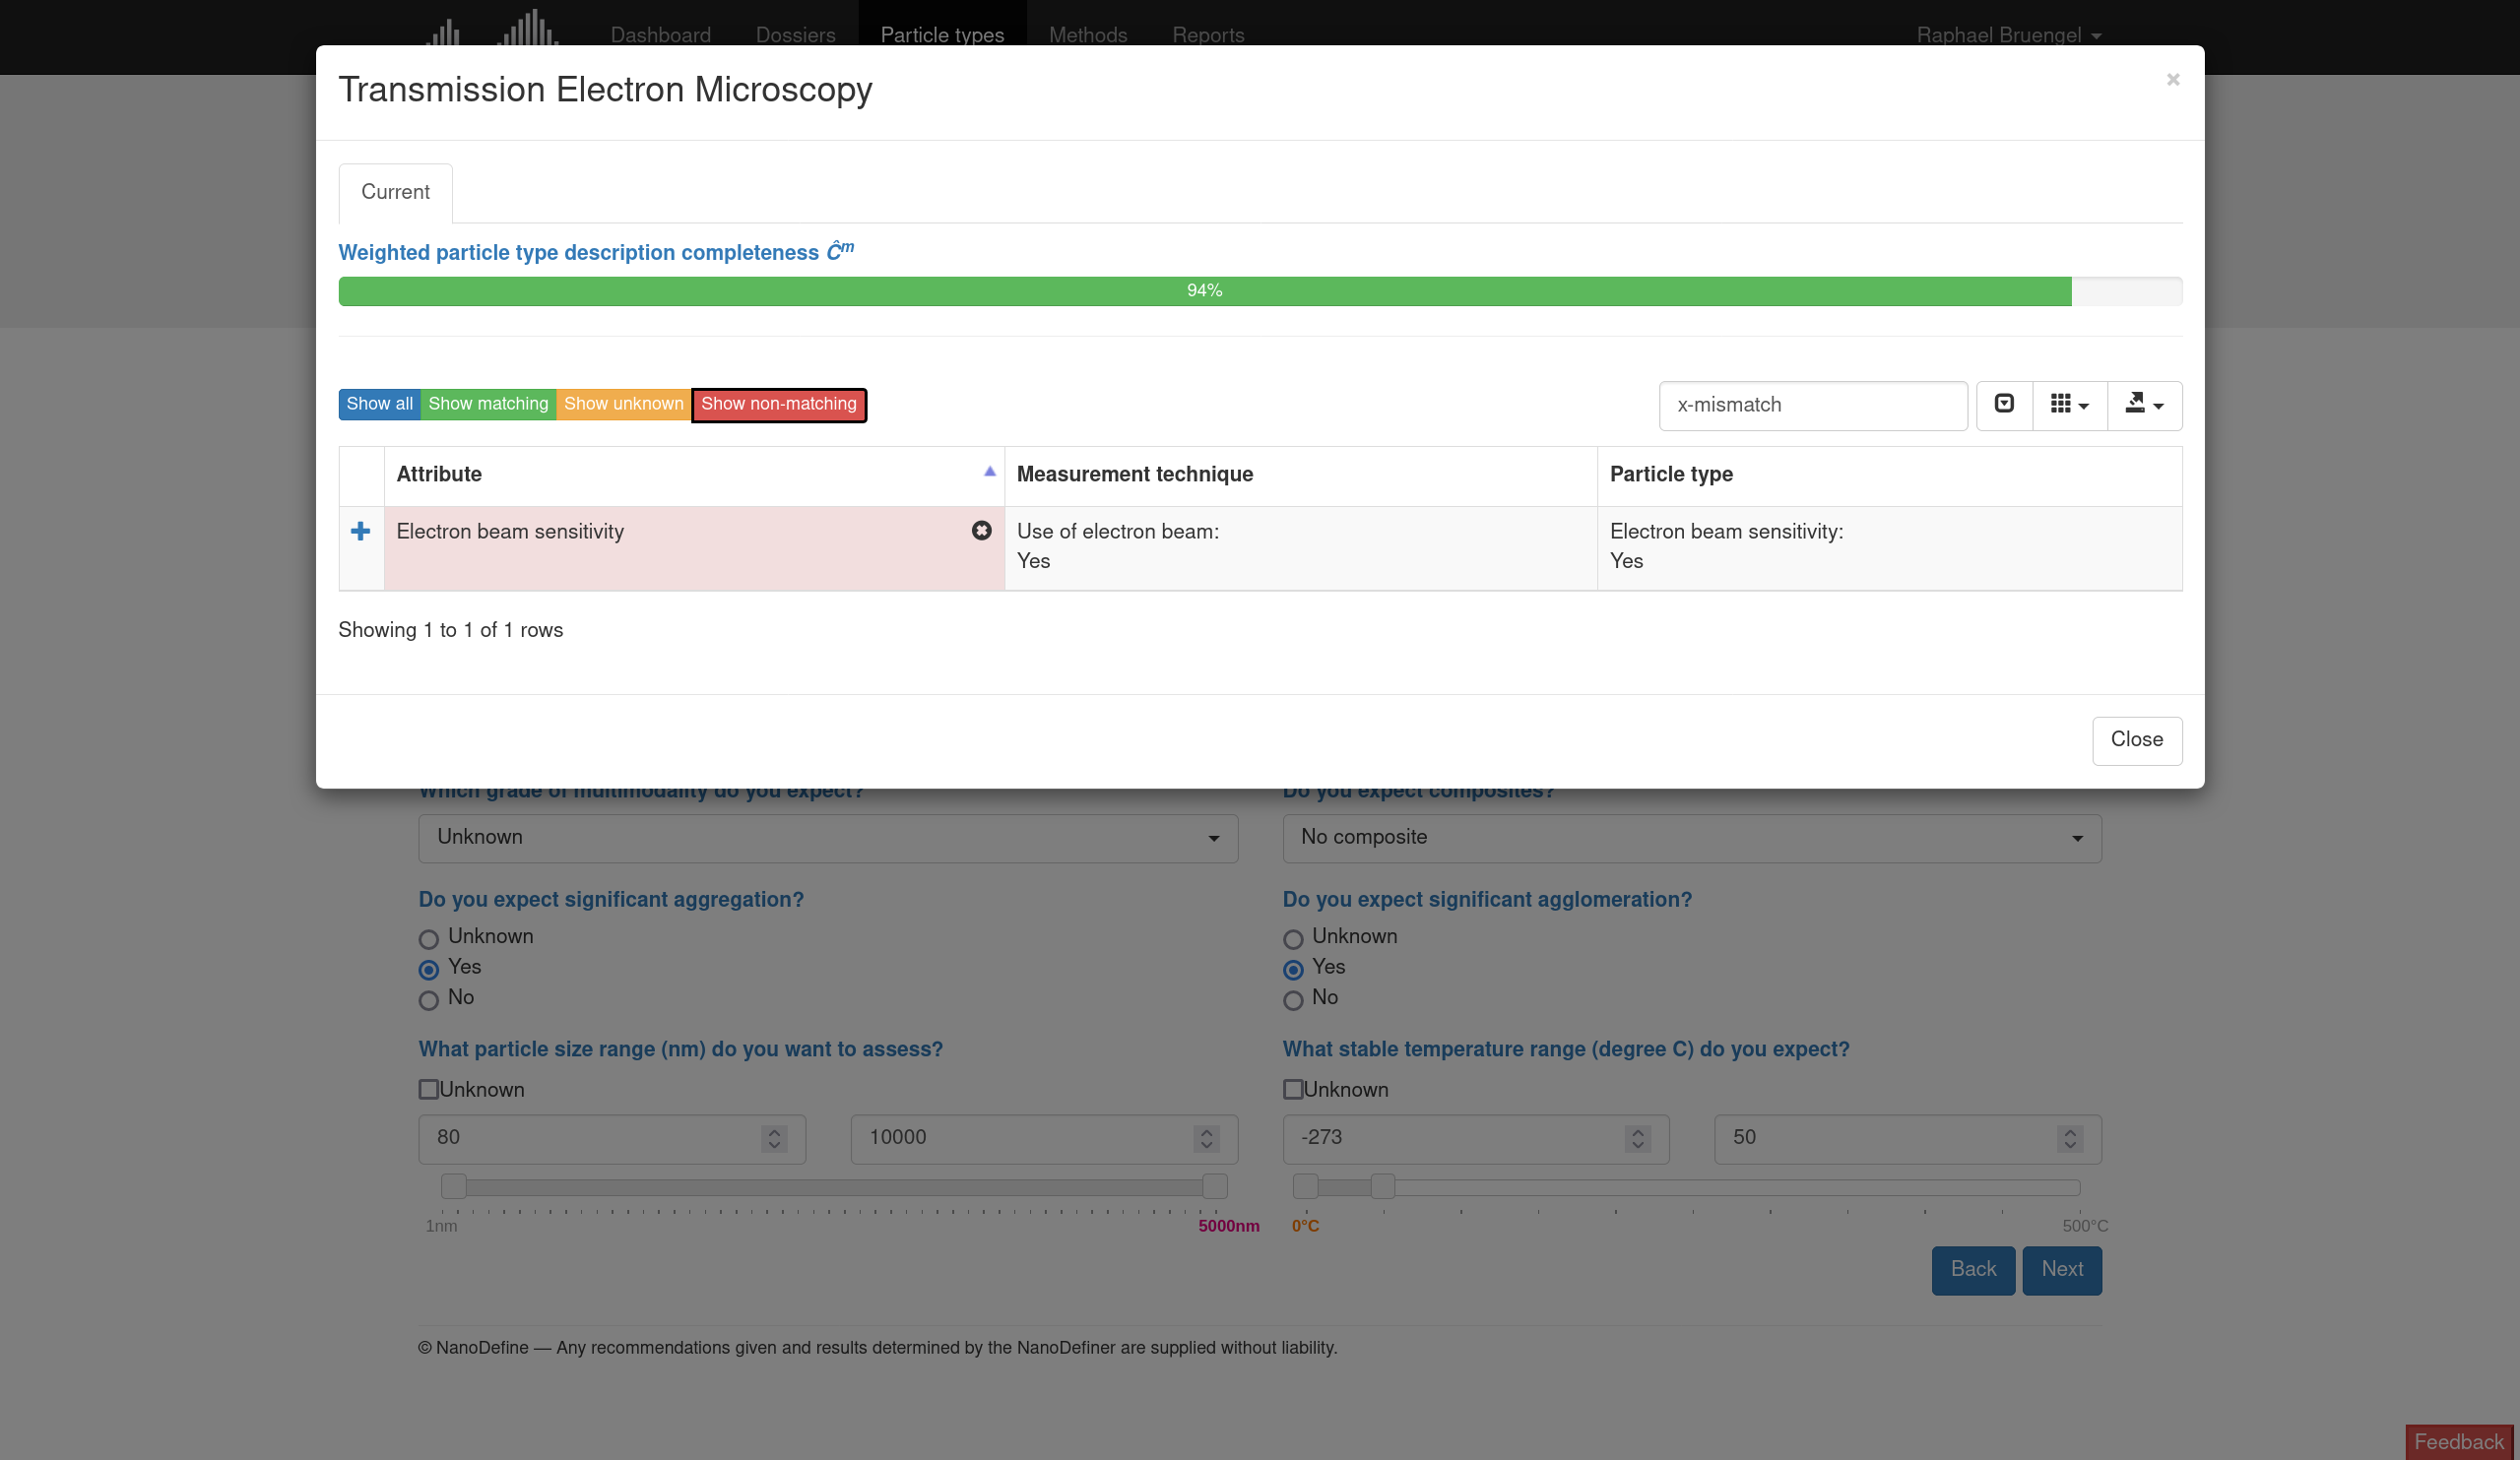 Dashboard Dossiers Particle types Methods Reports Raphael Bruengel
Transmission Electron Microscopy ×
Current
Weighted particle type description completeness Ĉᵐ
94%
Show all Show matching Show unknown Show non-matching x-mismatch
Attribute Measurement technique Particle type
Electron beam sensitivity Use of electron beam: Electron beam sensitivity:
Yes Yes
Showing 1 to 1 of 1 rows
Close
Which grade of multimodality do you expect? Do you expect composites?
Unknown No composite
Do you expect significant aggregation? Do you expect significant agglomeration?
Unknown Unknown
Yes Yes
No No
What particle size range (nm) do you want to assess? What stable temperature range (degree C) do you expect?
Unknown Unknown
80 10000 -273 50
1nm 5000nm 0°C 500°C
Back Next
© NanoDefine — Any recommendations given and results determined by the NanoDefiner are supplied without liability.
Feedback